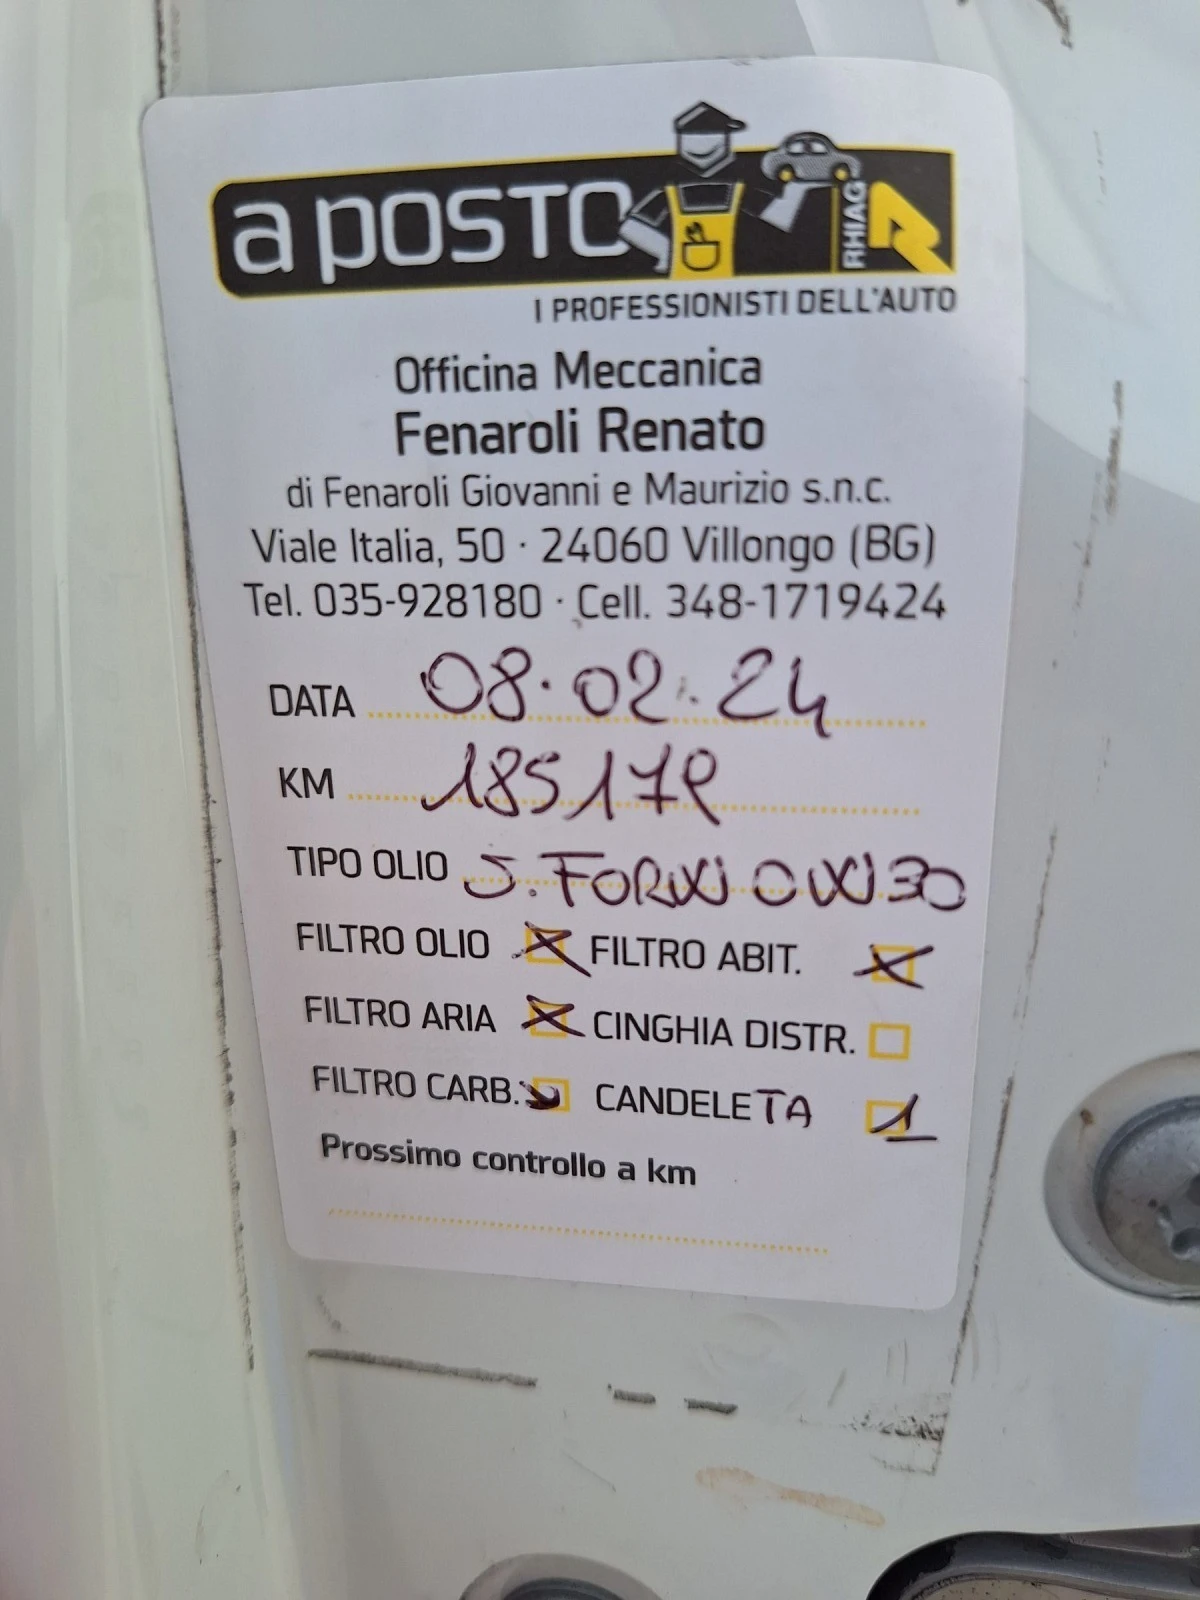 a posto
RHIAG
I PROFESSIONISTI DELL'AUTO
Officina Meccanica
Fenaroli Renato
di Fenaroli Giovanni e Maurizio s.n.c.
Viale Italia, 50 · 24060 Villongo (BG)
Tel. 035-928180 · Cell. 348-1719424
DATA 08.02.24
KM 185179
TIPO OLIO 30
FILTRO OLIO X FILTRO ABIT. X
FILTRO ARIA X CINGHIA DISTR.
FILTRO CARB. CANDELETA 1
Prossimo controllo a km